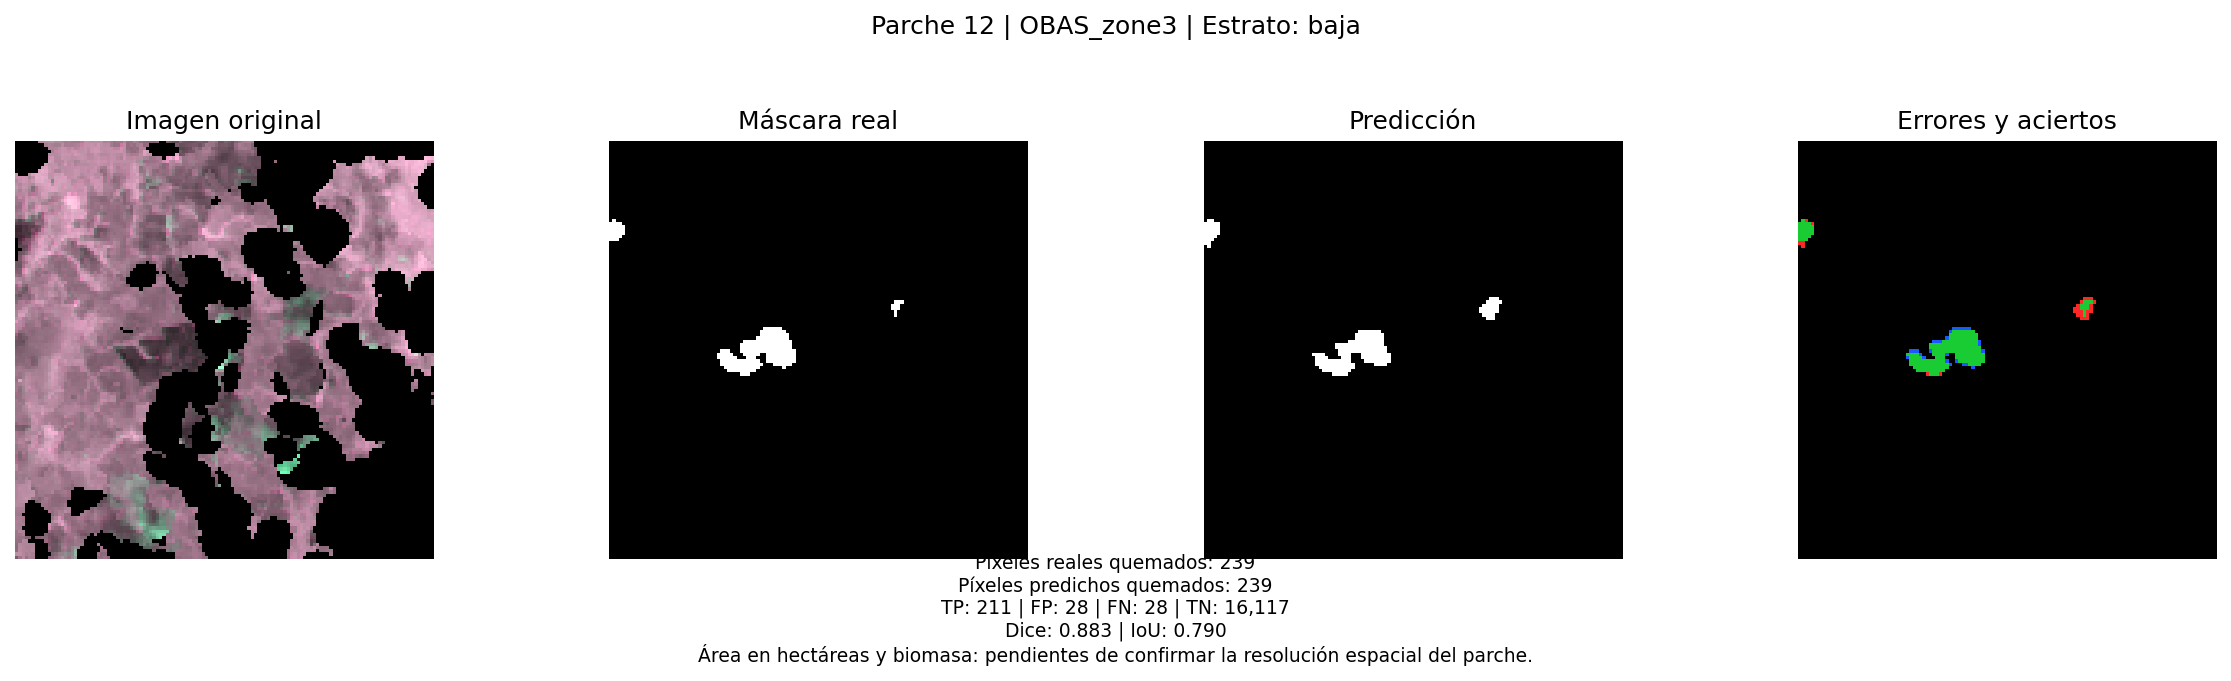 Parche 12 | OBAS_zone3 | Estrato: baja
Imagen original
Máscara real
Predicción
Errores y aciertos
Píxeles reales quemados: 239
Píxeles predichos quemados: 239
TP: 211 | FP: 28 | FN: 28 | TN: 16,117
Dice: 0.883 | IoU: 0.790
Área en hectáreas y biomasa: pendientes de confirmar la resolución espacial del parche.